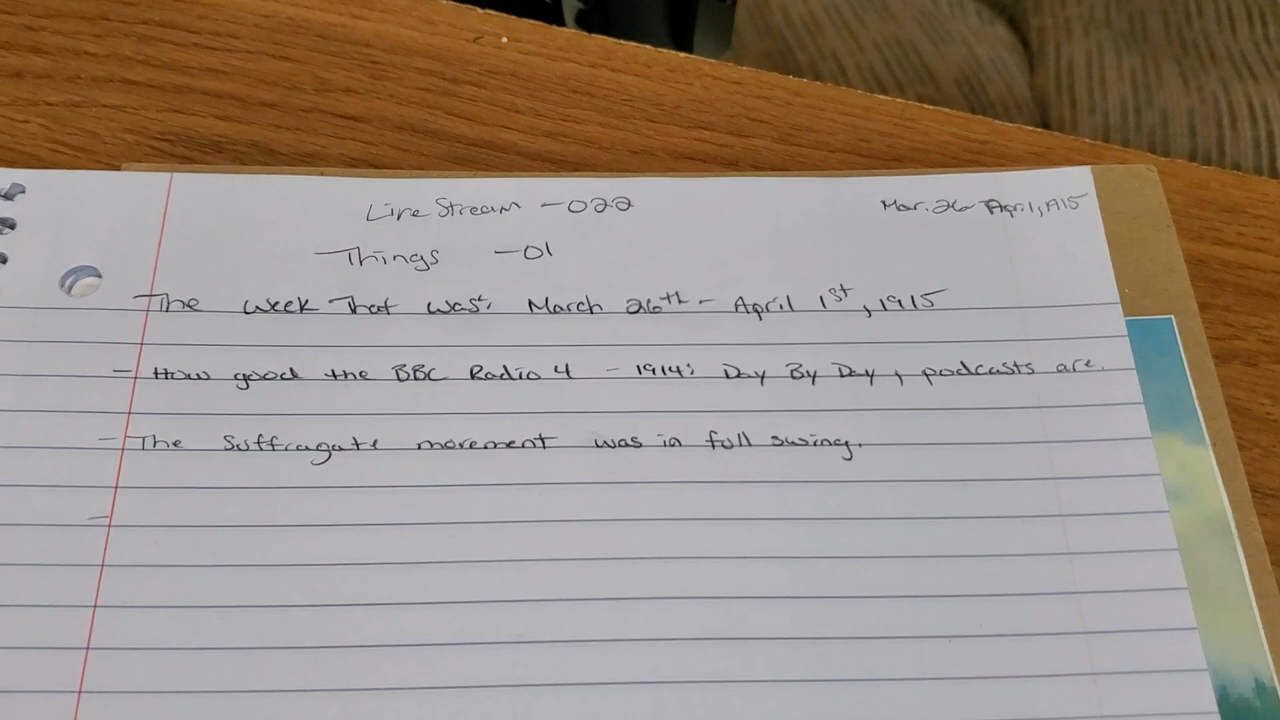 Live Stream -022
Mar. 26 - April 1, 1915
Things -01
The Week That Was: March 26th - April 1st, 1915
- How good the BBC Radio 4 - 1914: Day By Day, podcasts are.
- The Suffragate movement was in full swing.
-